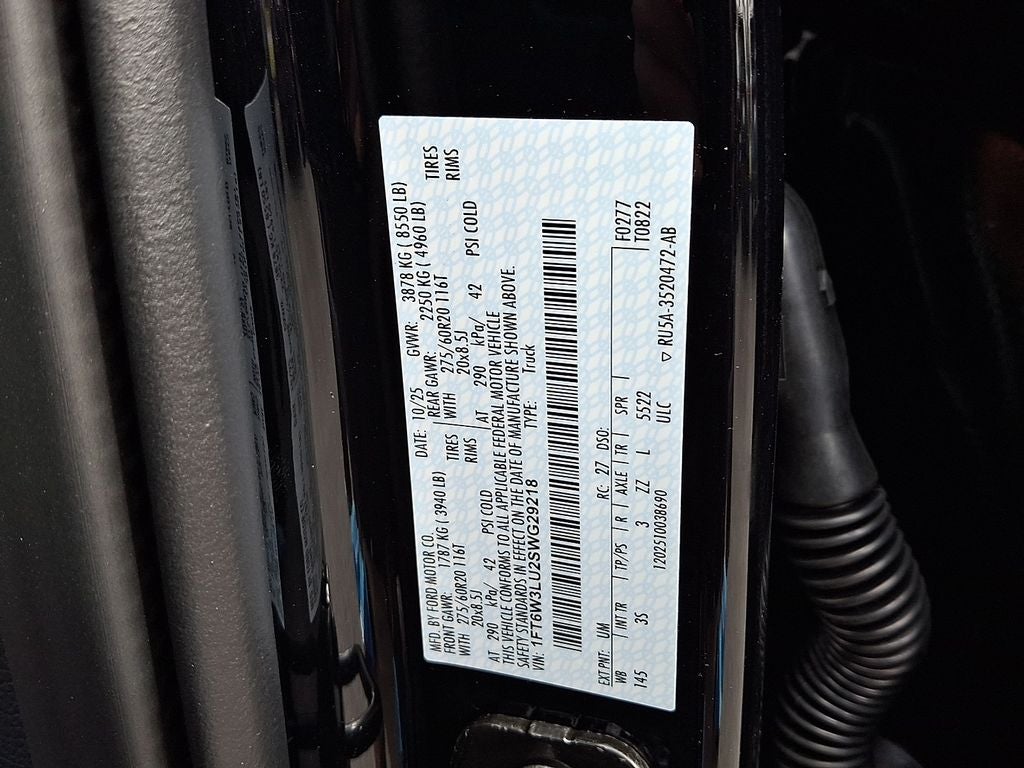 MFD. BY FORD MOTOR CO.
DATE: 10/25 GVWR: 3878 KG ( 8550 LB)
FRONT GAWR: 1787 KG ( 3940 LB) REAR GAWR: 2250 KG ( 4960 LB)
WITH 275/60R20 116T TIRES WITH 275/60R20 116T TIRES
20x8.5J RIMS 20x8.5J RIMS
AT 290 kPa/ 42 PSI COLD AT 290 kPa/ 42 PSI COLD
THIS VEHICLE CONFORMS TO ALL APPLICABLE FEDERAL MOTOR VEHICLE
SAFETY STANDARDS IN EFFECT ON THE DATE OF MANUFACTURE SHOWN ABOVE.
VIN: 1FT6W3LU2SWG29218 TYPE: Truck
EXT PNT: UM RC: 27 DSO: F0277
WB INTR TP/PS R AXLE TR SPR T0822
145 3S 3 ZZ L 5522
ULC
1202510038690 RU5A-3520472-AB